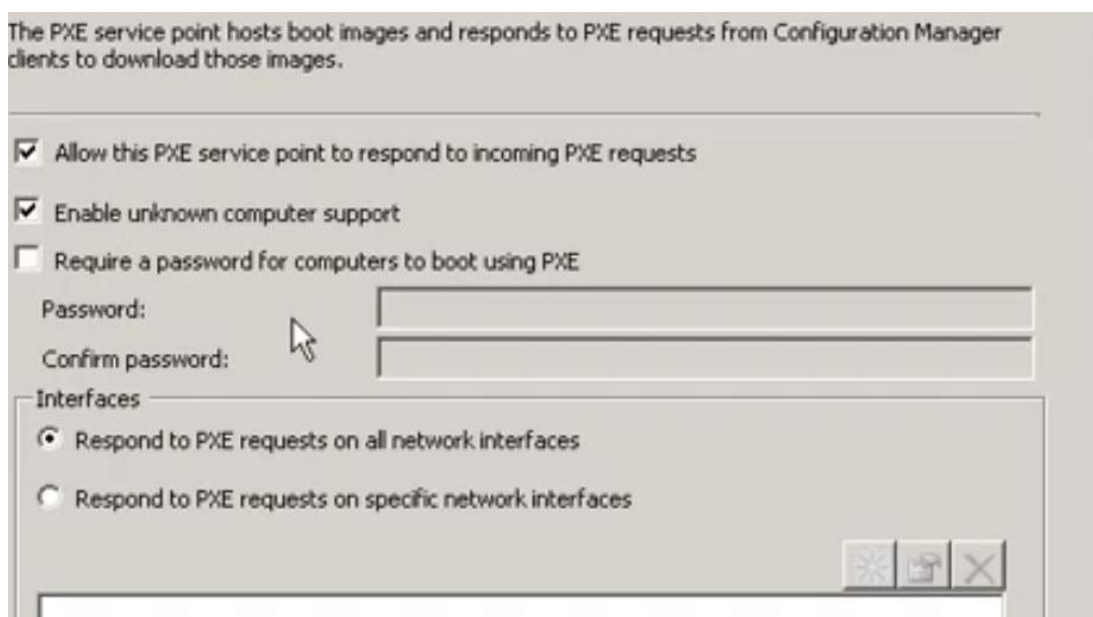 The PXE service point hosts boot images and responds to PXE requests from Configuration Manager
clients to download those images.
Allow this PXE service point to respond to incoming PXE requests
Enable unknown computer support
Require a password for computers to boot using PXE
Password:
Confirm password:
Interfaces
Respond to PXE requests on all network interfaces
Respond to PXE requests on specific network interfaces